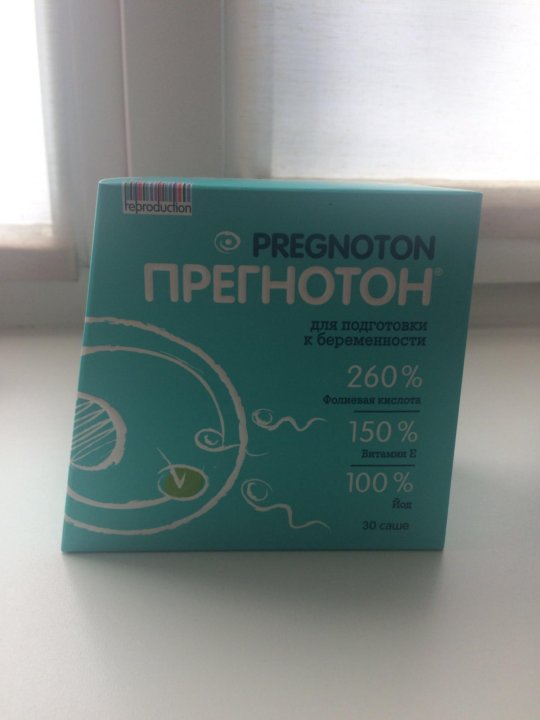 reproduction
PREGNOTON
ПРЕГНОТОН®
для подготовки
к беременности
260%
Фолиевая кислота
150%
Витамин Е
100%
Йод
30 саше